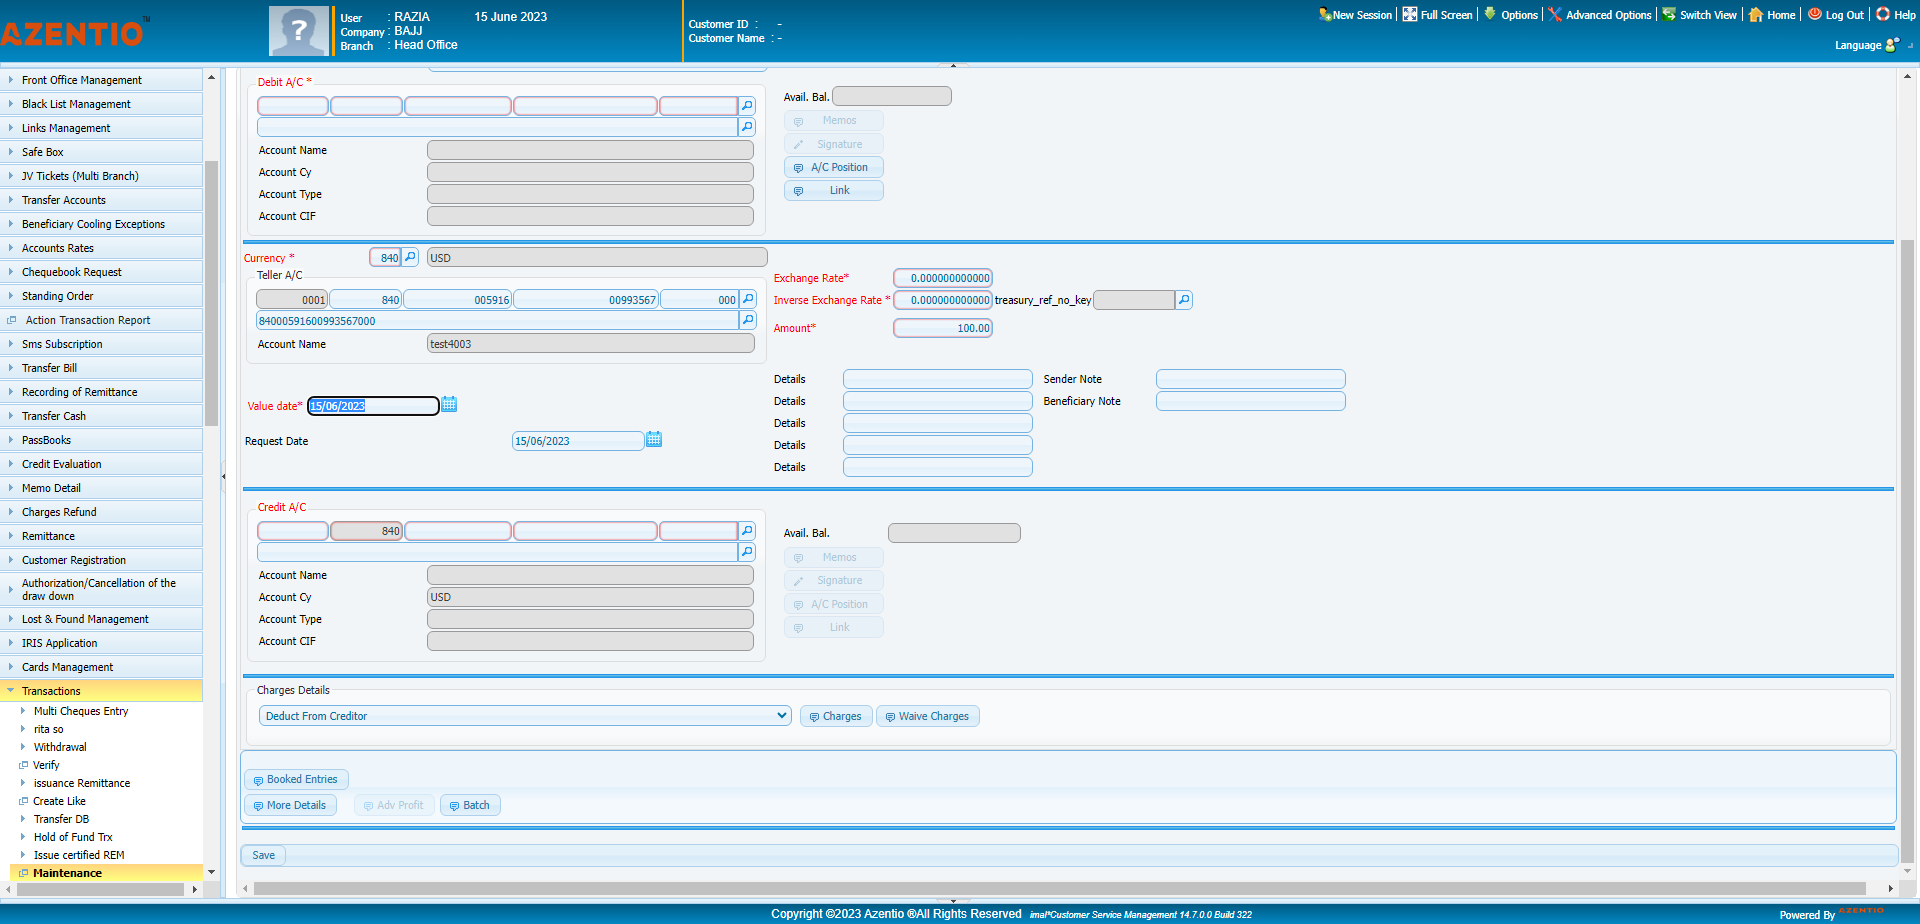 AZENTIO™
?
User : RAZIA 15 June 2023
Company : BAJJ
Branch : Head Office
Customer ID : -
Customer Name : -
New Session Full Screen Options Advanced Options Switch View Home Log Out Help
Language
Front Office Management
Black List Management
Links Management
Safe Box
JV Tickets (Multi Branch)
Transfer Accounts
Beneficiary Cooling Exceptions
Accounts Rates
Chequebook Request
Standing Order
Action Transaction Report
Sms Subscription
Transfer Bill
Recording of Remittance
Transfer Cash
PassBooks
Credit Evaluation
Memo Detail
Charges Refund
Remittance
Customer Registration
Authorization/Cancellation of the
draw down
Lost & Found Management
IRIS Application
Cards Management
Transactions
Multi Cheques Entry
rita so
Withdrawal
Verify
issuance Remittance
Create Like
Transfer DB
Hold of Fund Trx
Issue certified REM
Maintenance
Debit A/C *
Account Name
Account Cy
Account Type
Account CIF
Avail. Bal.
Memos
Signature
A/C Position
Link
Currency * 840 USD
Teller A/C
0001 840 005916 00993567 000
84000591600993567000
Account Name test4003
Exchange Rate* 0.000000000000
Inverse Exchange Rate * 0.000000000000 treasury_ref_no_key
Amount* 100.00
Value date* 15/06/2023
Request Date 15/06/2023
Details Sender Note
Details Beneficiary Note
Details
Details
Details
Credit A/C
840
Account Name
Account Cy USD
Account Type
Account CIF
Avail. Bal.
Memos
Signature
A/C Position
Link
Charges Details
Deduct From Creditor Charges Waive Charges
Booked Entries
More Details Adv Profit Batch
Save
Copyright ©2023 Azentio ®All Rights Reserved imal*Customer Service Management 14.7.0.0 Build 322
Powered By AZENTIO